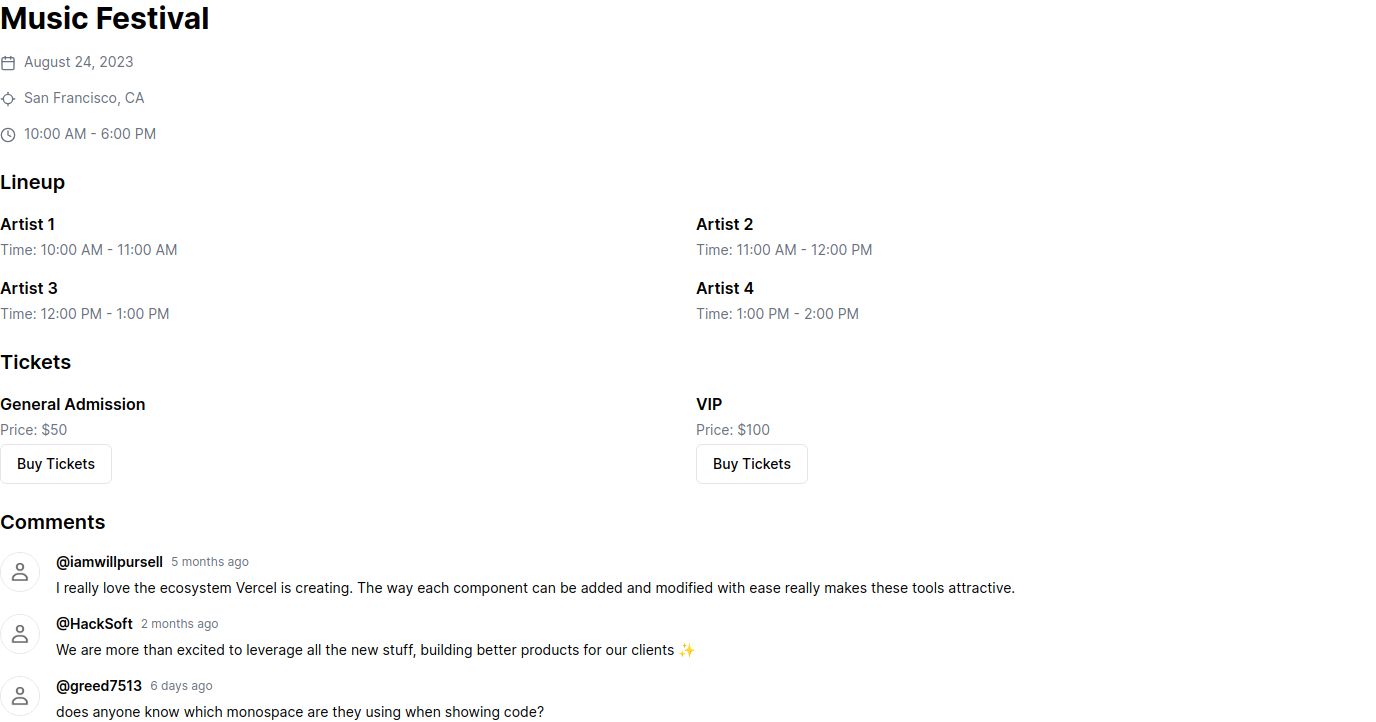 Music Festival
August 24, 2023
San Francisco, CA
10:00 AM - 6:00 PM
Lineup
Artist 1
Time: 10:00 AM - 11:00 AM
Artist 2
Time: 11:00 AM - 12:00 PM
Artist 3
Time: 12:00 PM - 1:00 PM
Artist 4
Time: 1:00 PM - 2:00 PM
Tickets
General Admission
Price: $50
Buy Tickets
VIP
Price: $100
Buy Tickets
Comments
@iamwillpursell 5 months ago
I really love the ecosystem Vercel is creating. The way each component can be added and modified with ease really makes these tools attractive.
@HackSoft 2 months ago
We are more than excited to leverage all the new stuff, building better products for our clients ✨
@greed7513 6 days ago
does anyone know which monospace are they using when showing code?